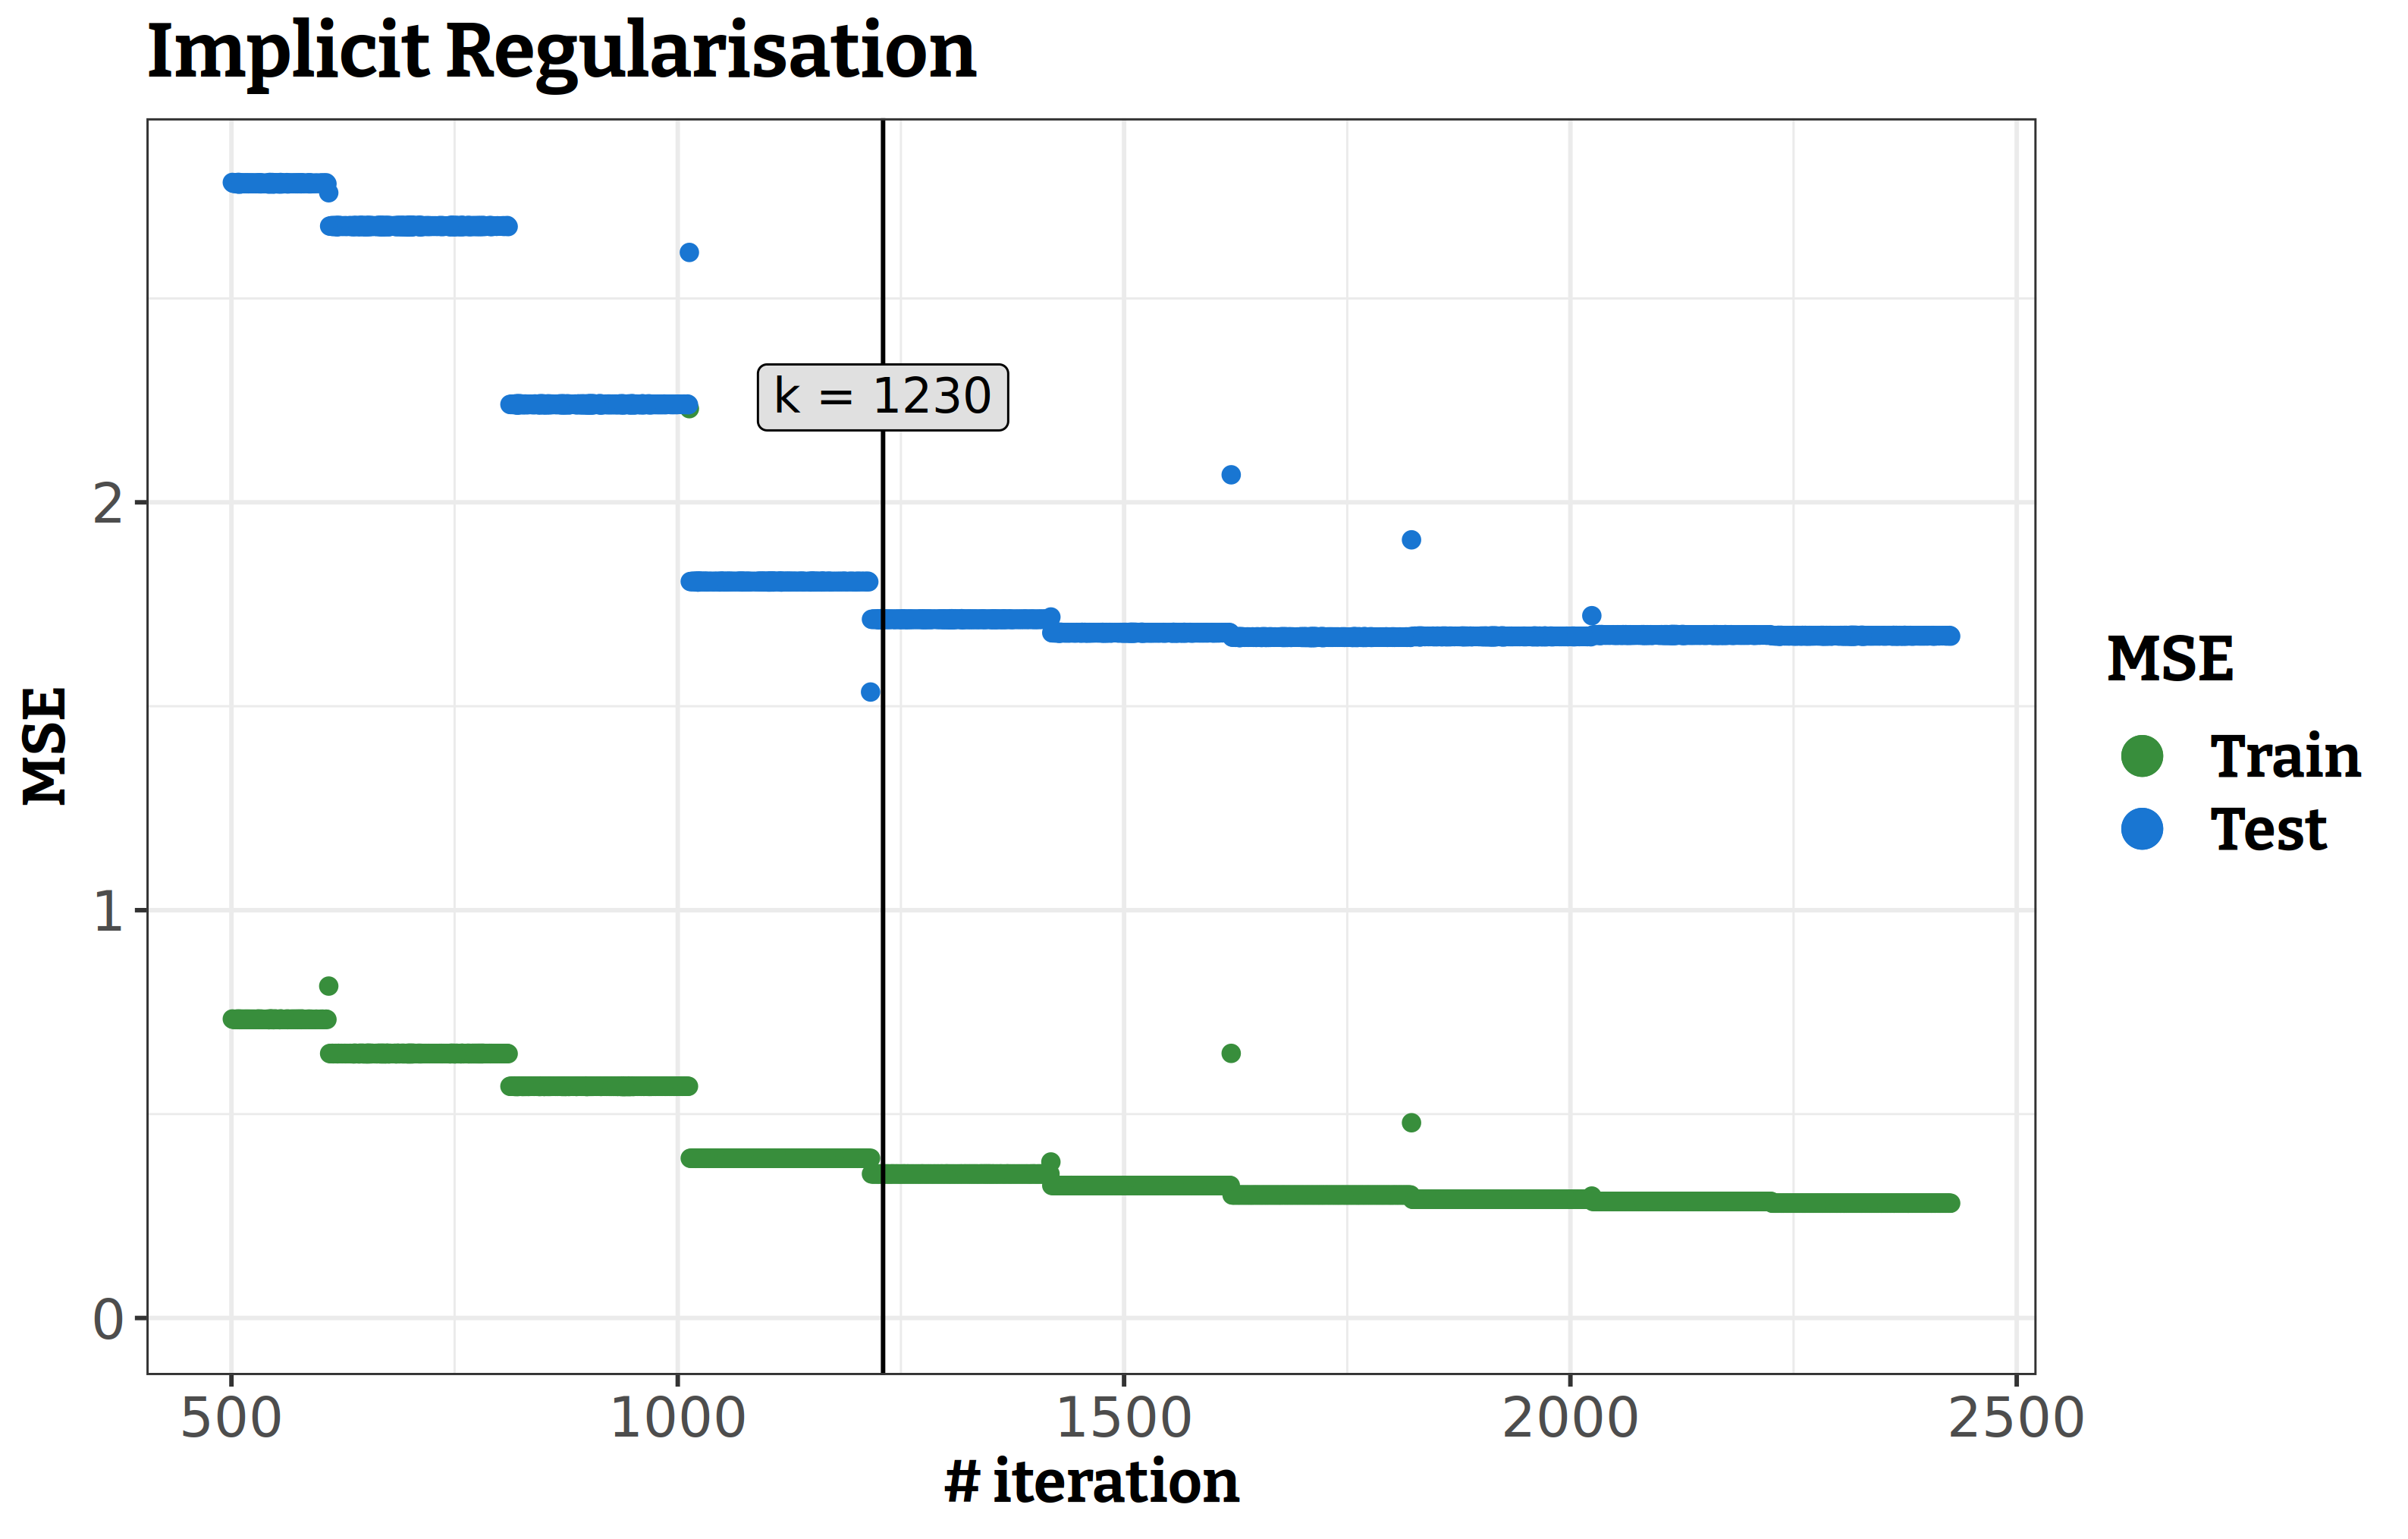 Implicit Regularisation
k = 1230
2
1
0
MSE
500 1000 1500 2000 2500
# iteration
MSE
Train
Test